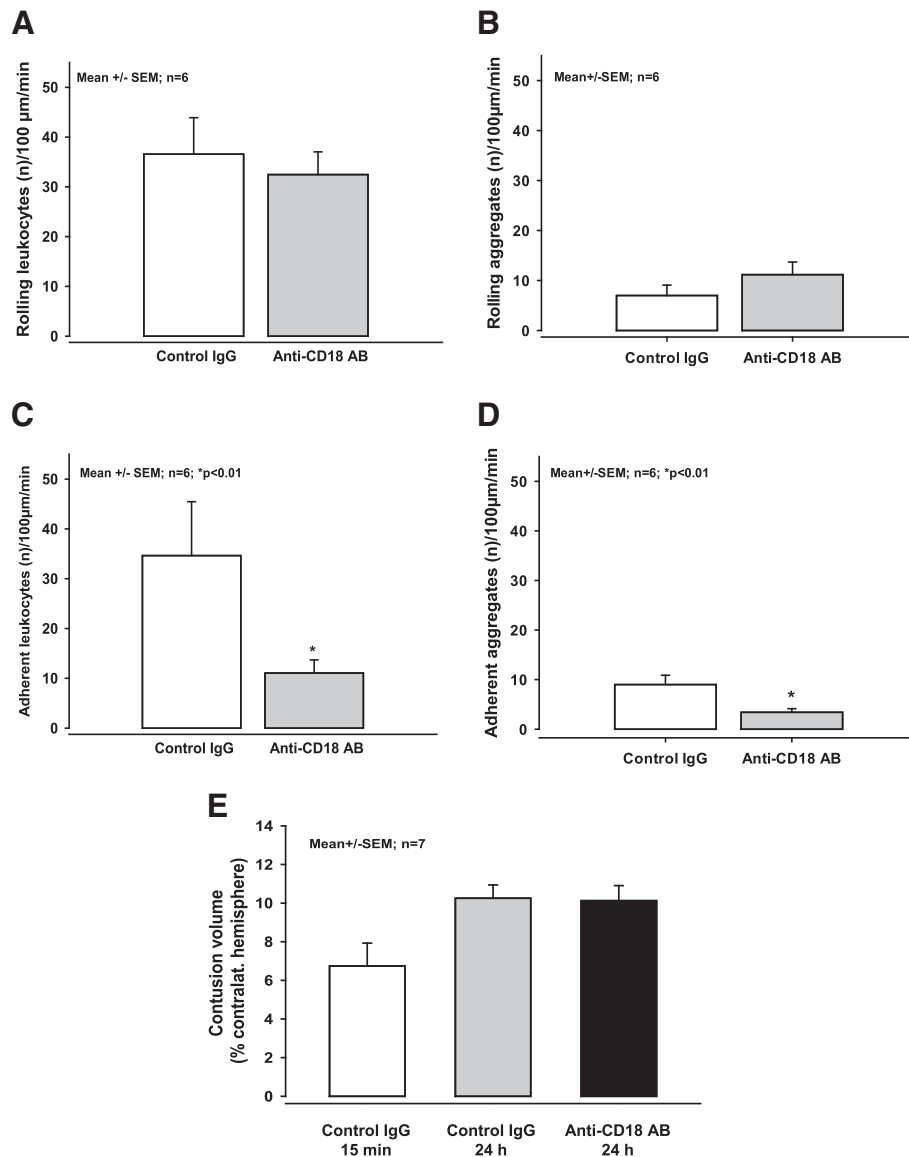 A
Rolling leukocytes (n)/100 µm/min
Mean +/- SEM; n=6
50
40
30
20
10
0
Control IgG
Anti-CD18 AB
B
Rolling aggregates (n)/100µm/min
Mean+/-SEM; n=6
50
40
30
20
10
0
Control IgG
Anti-CD18 AB
C
Adherent leukocytes (n)/100µm/min
Mean +/- SEM; n=6; *p<0.01
50
40
30
20
10
0
*
Control IgG
Anti-CD18 AB
D
Adherent aggregates (n)/100µm/min
Mean+/-SEM; n=6; *p<0.01
50
40
30
20
10
0
*
Control IgG
Anti-CD18 AB
E
Contusion volume
(% contralat. hemisphere)
Mean+/-SEM; n=7
14
12
10
8
6
4
2
0
Control IgG
15 min
Control IgG
24 h
Anti-CD18 AB
24 h